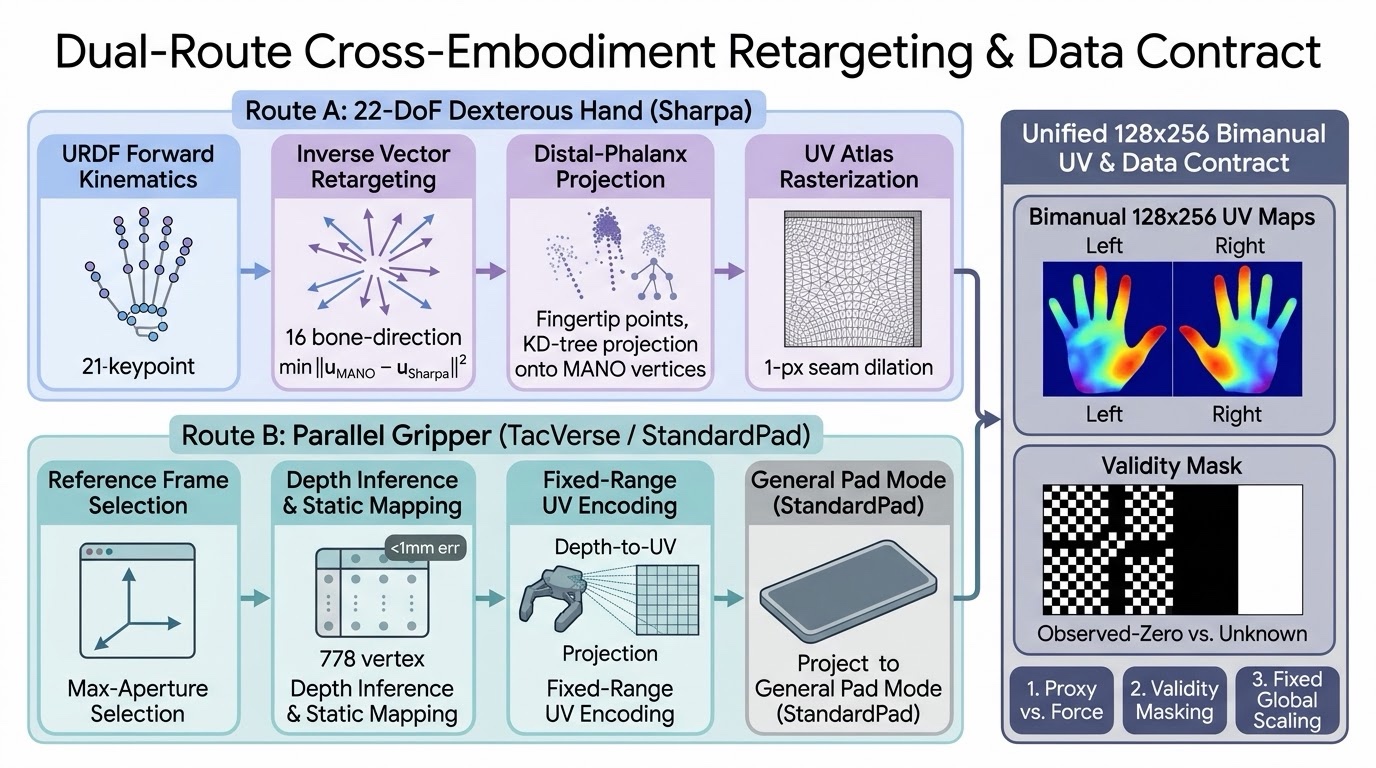 Dual-Route Cross-Embodiment Retargeting & Data Contract
Route A: 22-DoF Dexterous Hand (Sharpa)
URDF Forward
Kinematics
21-keypoint
Inverse Vector
Retargeting
16 bone-direction
min ||u_MANO − u_Sharpa||²
Distal-Phalanx
Projection
Fingertip points,
KD-tree projection
onto MANO vertices
UV Atlas
Rasterization
1-px seam dilation
Route B: Parallel Gripper (TacVerse / StandardPad)
Reference Frame
Selection
Max-Aperture
Selection
Depth Inference
& Static Mapping
<1mm err
778 vertex
Depth Inference
& Static Mapping
Fixed-Range
UV Encoding
Depth-to-UV
Projection
Fixed-Range
UV Encoding
General Pad Mode
(StandardPad)
Project to
General Pad Mode
(StandardPad)
Unified 128x256 Bimanual
UV & Data Contract
Bimanual 128x256 UV Maps
Left Right
Left Right
Validity Mask
Observed-Zero vs. Unknown
1. Proxy
vs. Force
2. Validity
Masking
3. Fixed
Global
Scaling